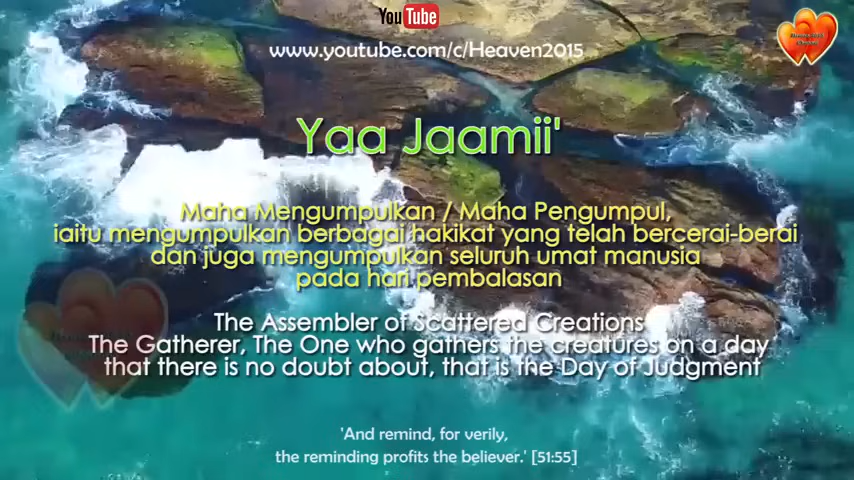 YouTube
www.youtube.com/c/Heaven2015
Yaa Jaamii'
Maha Mengumpulkan / Maha Pengumpul,
iaitu mengumpulkan berbagai hakikat yang telah bercerai-berai
dan juga mengumpulkan seluruh umat manusia
pada hari pembalasan
The Assembler of Scattered Creations
The Gatherer, The One who gathers the creatures on a day
that there is no doubt about, that is the Day of Judgment
'And remind, for verily,
the reminding profits the believer.' [51:55]